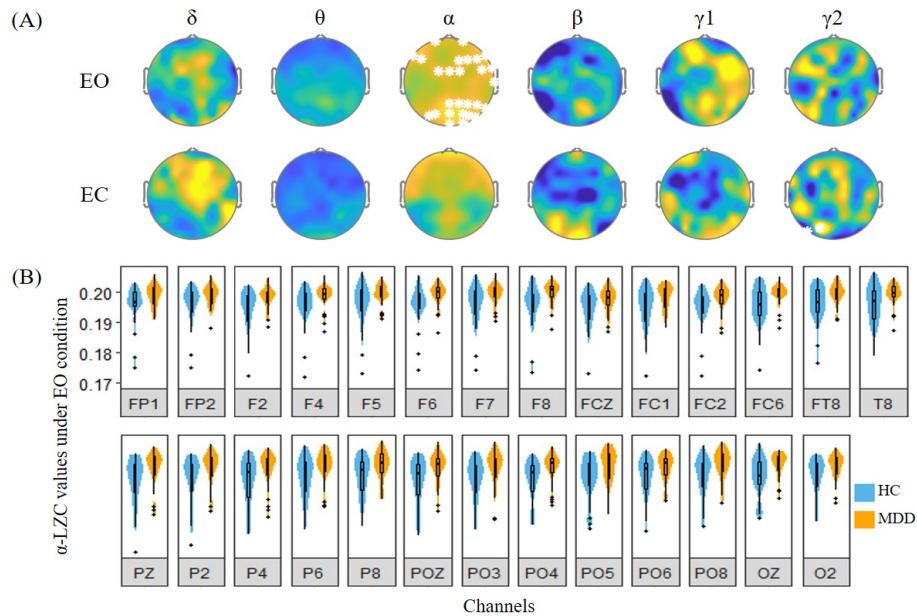 (A)
δ θ α β γ1 γ2
EO
EC
(B)
α-LZC values under EO condition
0.20
0.19
0.18
0.17
FP1 FP2 F2 F4 F5 F6 F7 F8 FCZ FC1 FC2 FC6 FT8 T8
HC
MDD
PZ P2 P4 P6 P8 POZ PO3 PO4 PO5 PO6 PO8 OZ O2
Channels